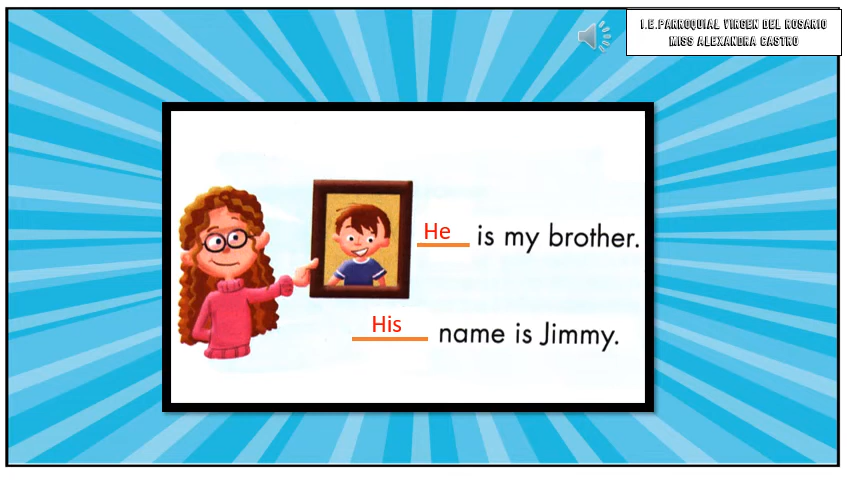 I.E.PARROQUIAL VIRGEN DEL ROSARIO
MISS ALEXANDRA CASTRO
He is my brother.
His name is Jimmy.